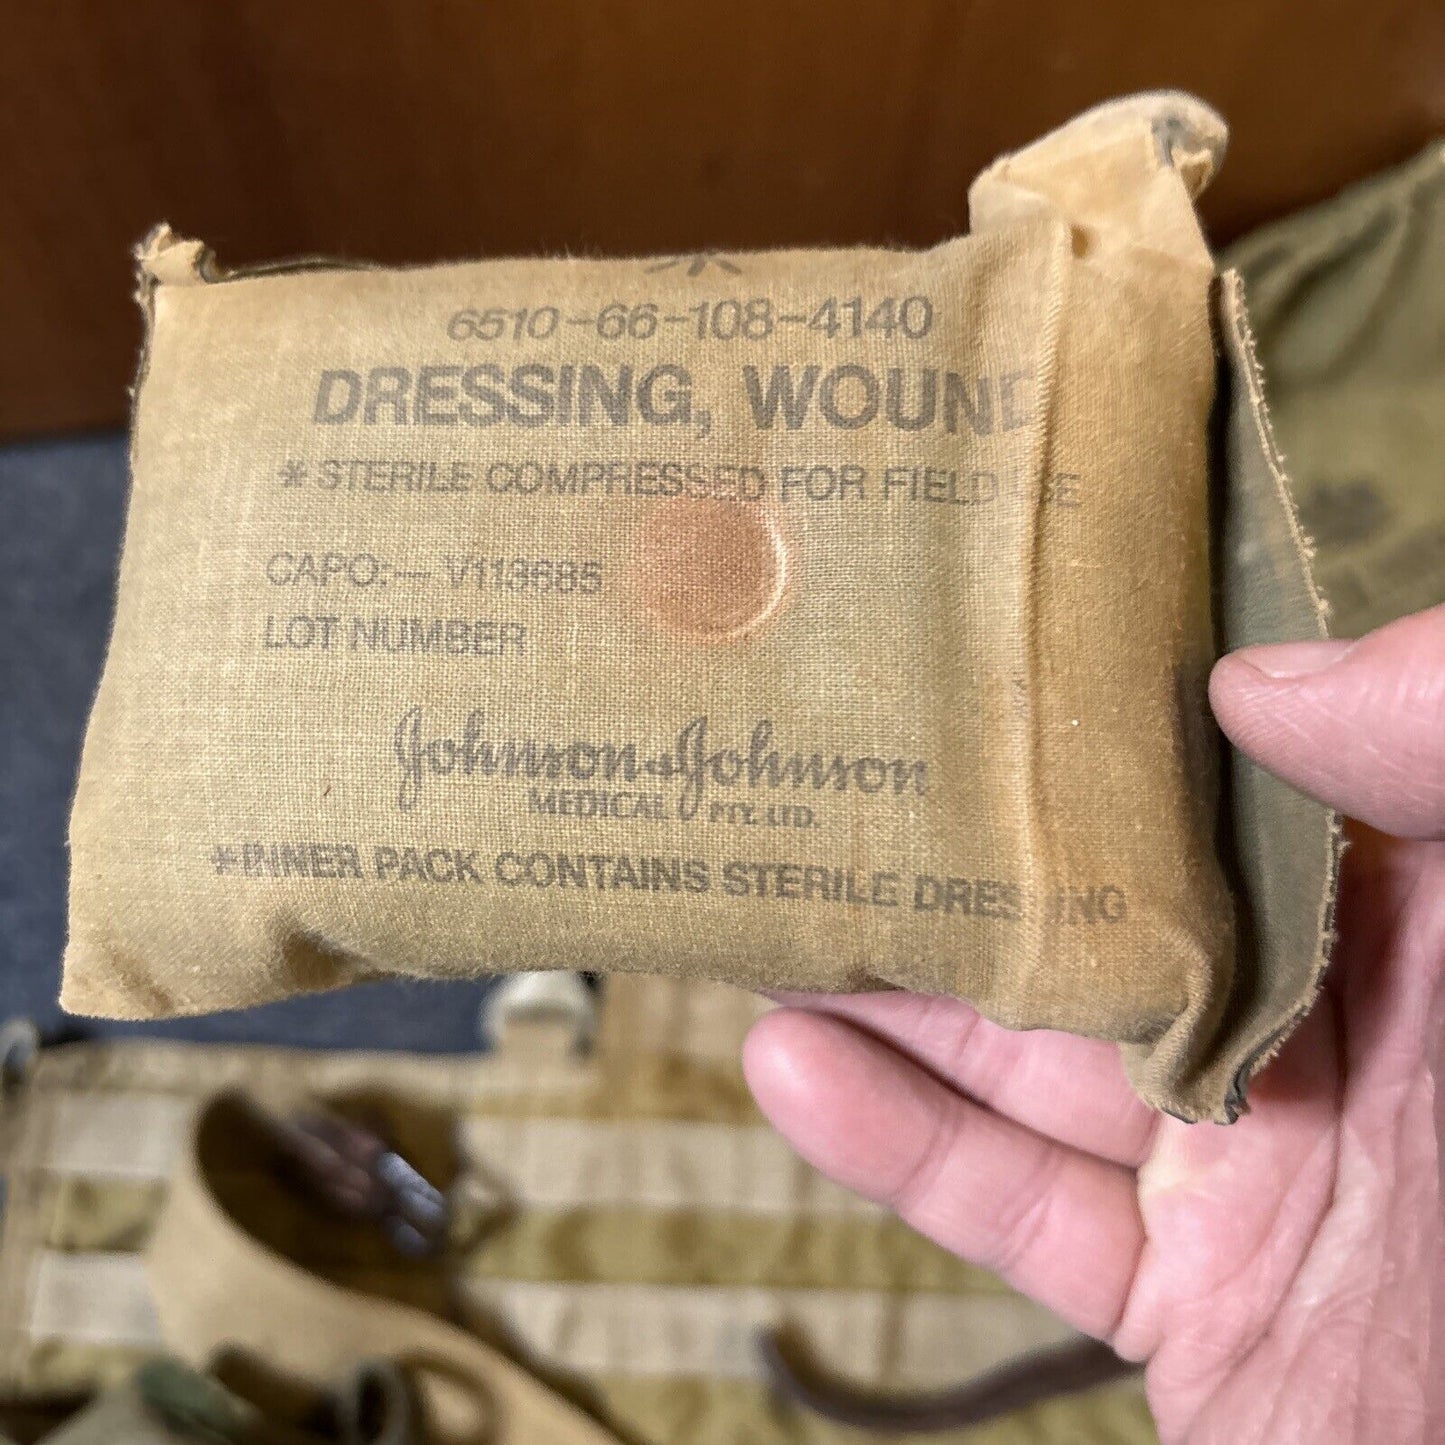 6510-66-108-4140
DRESSING, WOUND
* STERILE COMPRESSED FOR FIELD USE
CAPO:— V113685
LOT NUMBER
Johnson & Johnson
MEDICAL PTY. LTD.
*INNER PACK CONTAINS STERILE DRESSING